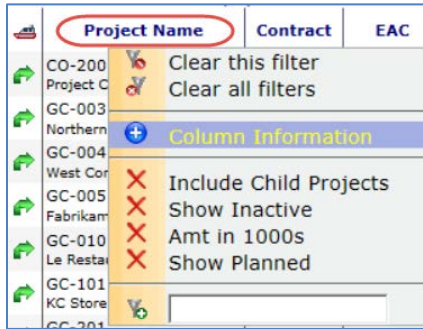 Project Name Contract EAC
CO-200
Project C
GC-003
Northern
GC-004
West Cor
GC-005
Fabrikam
GC-010
Le Restau
GC-101
KC Store
GC-201
Clear this filter
Clear all filters
Column Information
Include Child Projects
Show Inactive
Amt in 1000s
Show Planned